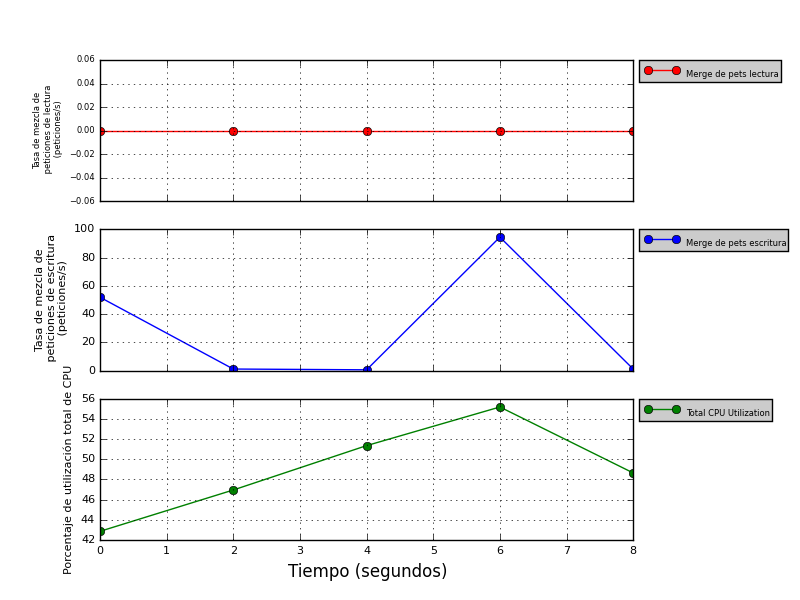 Tasa de mezcla de
peticiones de lectura
(peticiones/s)
0.06
0.04
0.02
0.00
−0.02
−0.04
−0.06
Merge de pets lectura
Tasa de mezcla de
peticiones de escritura
(peticiones/s)
100
80
60
40
20
0
Merge de pets escritura
Porcentaje de utilización total de CPU
56
54
52
50
48
46
44
42
Total CPU Utilization
0 1 2 3 4 5 6 7 8
Tiempo (segundos)